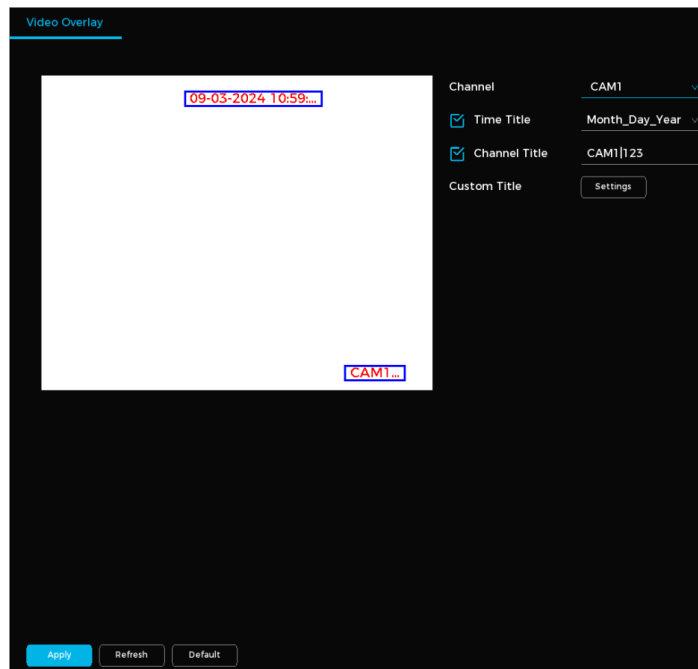 Video Overlay
09-03-2024 10:59:...
CAM1...
Channel CAM1
Time Title Month_Day_Year
Channel Title CAM1|123
Custom Title Settings
Apply Refresh Default